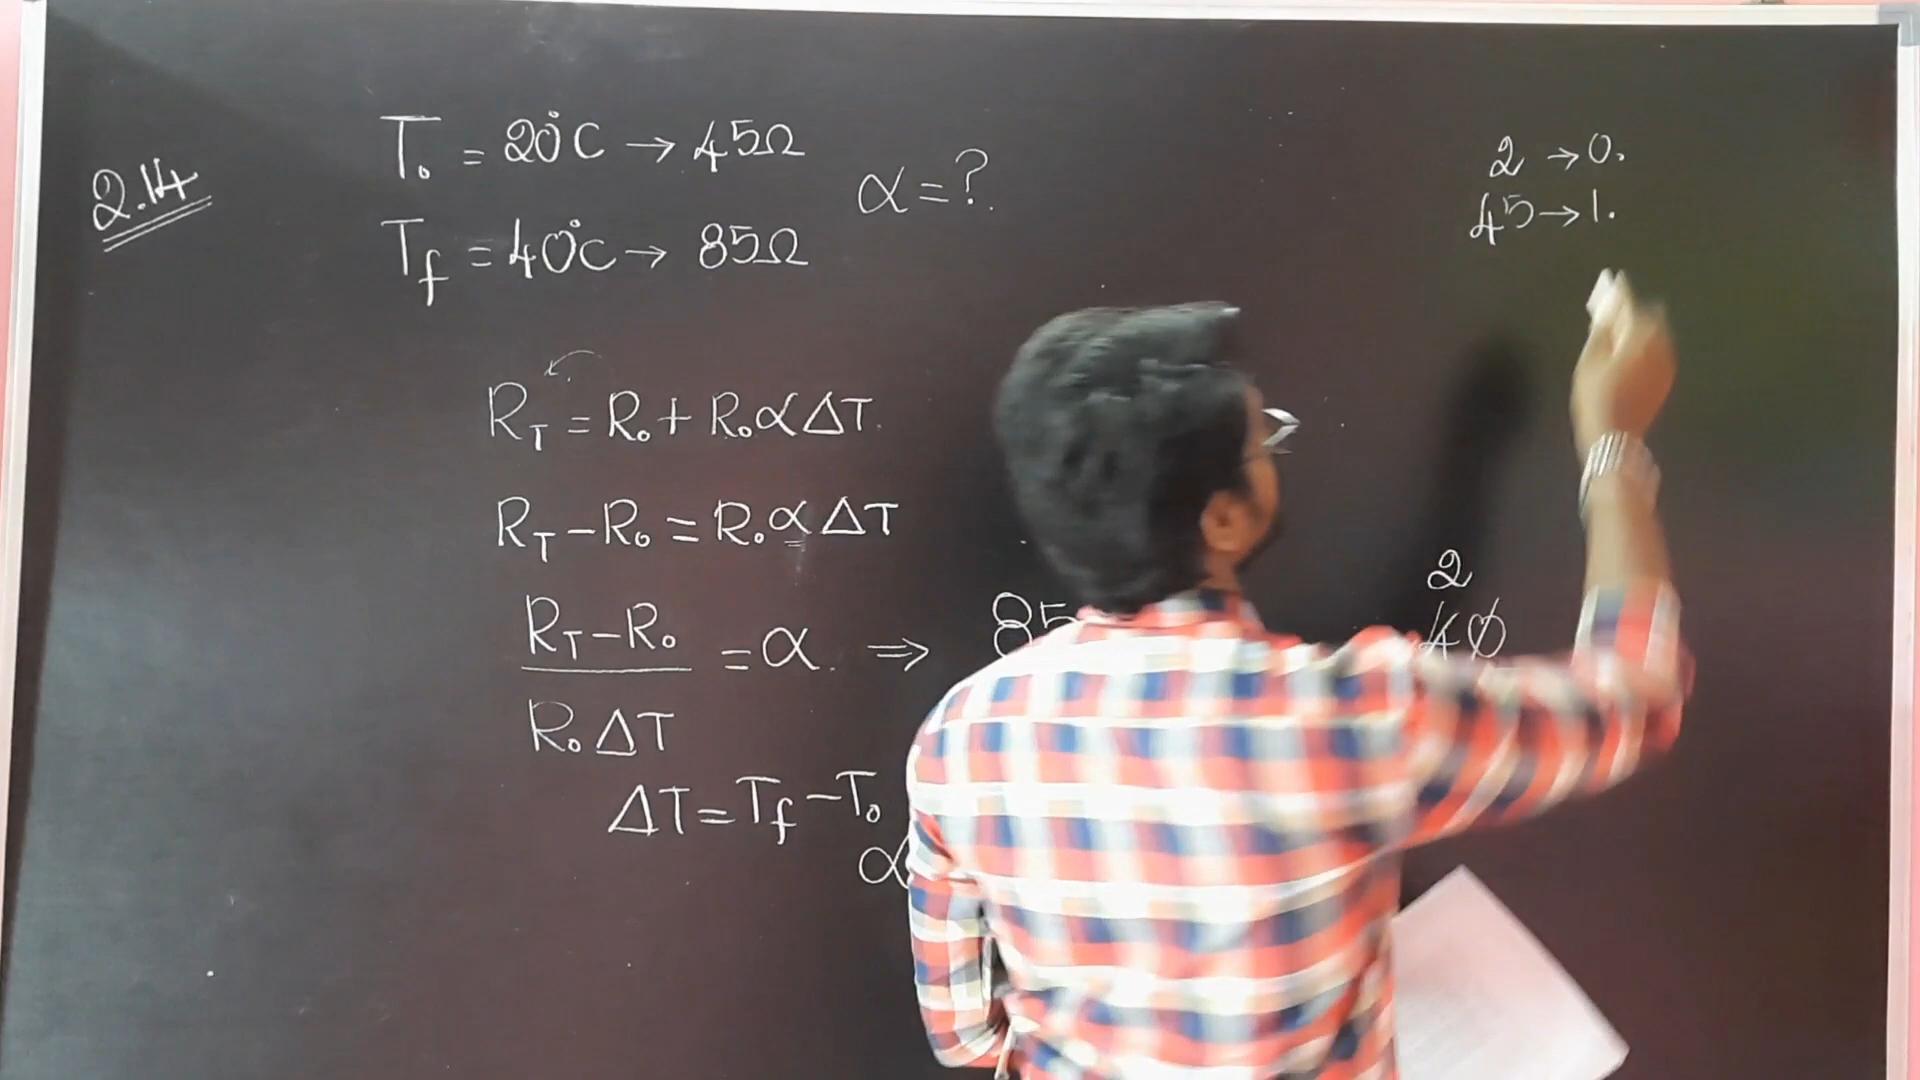 2.14
T₀ = 20°C → 45Ω
α = ?
T_f = 40°C → 85Ω
2 → 0.
45 → 1.
R_T = R₀ + R₀αΔT
R_T − R₀ = R₀αΔT
R_T − R₀ / R₀ΔT = α. ⇒ 85
2
40
ΔT = T_f − T₀
α